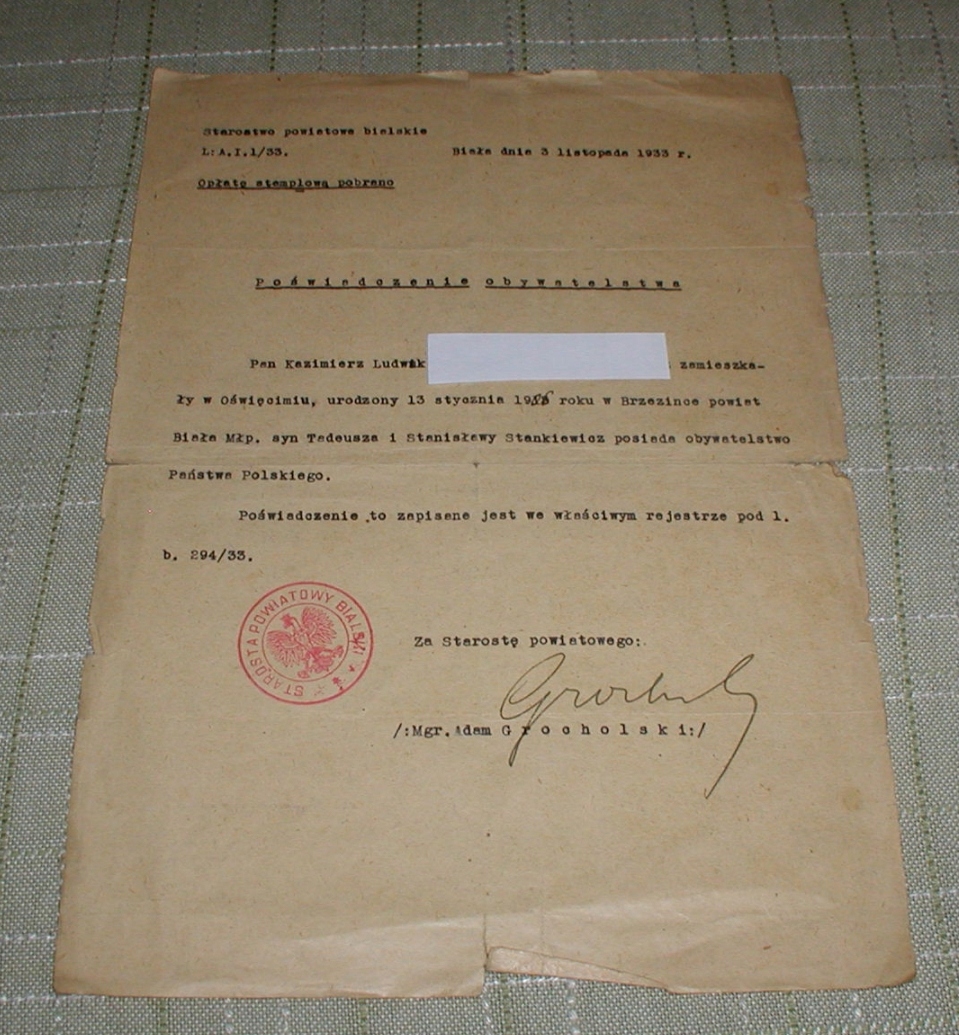 Starostwo powiatowe bialskie
L:A.I.1/33.
Biała dnia 3 listopada 1933 r.
Opłatę stemplową pobrano
Poświadczenie obywatelstwa
Pan Kazimierz Ludwik zamieszka-
ły w Oświęcimiu, urodzony 13 stycznia roku w Brzezince powiat
Biała Młp. syn Tadeusza i Stanisławy Stankiewicz posiada obywatelstwo
Państwa Polskiego.
Poświadczenie to zapisane jest we właściwym rejestrze pod l.
b. 294/33.
STAROSTA POWIATOWY BIALSKI
Za Starostę powiatowego:
/:Mgr. Adam Grocholski:/